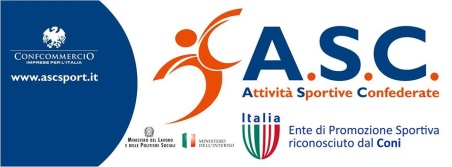 CONFCOMMERCIO
IMPRESE PER L'ITALIA
www.ascsport.it
A.S.C.
Attività Sportive Confederate
MINISTERO DEL LAVORO
E DELLE POLITICHE SOCIALI
MINISTERO
DELL'INTERNO
Italia
Ente di Promozione Sportiva
riconosciuto dal Coni